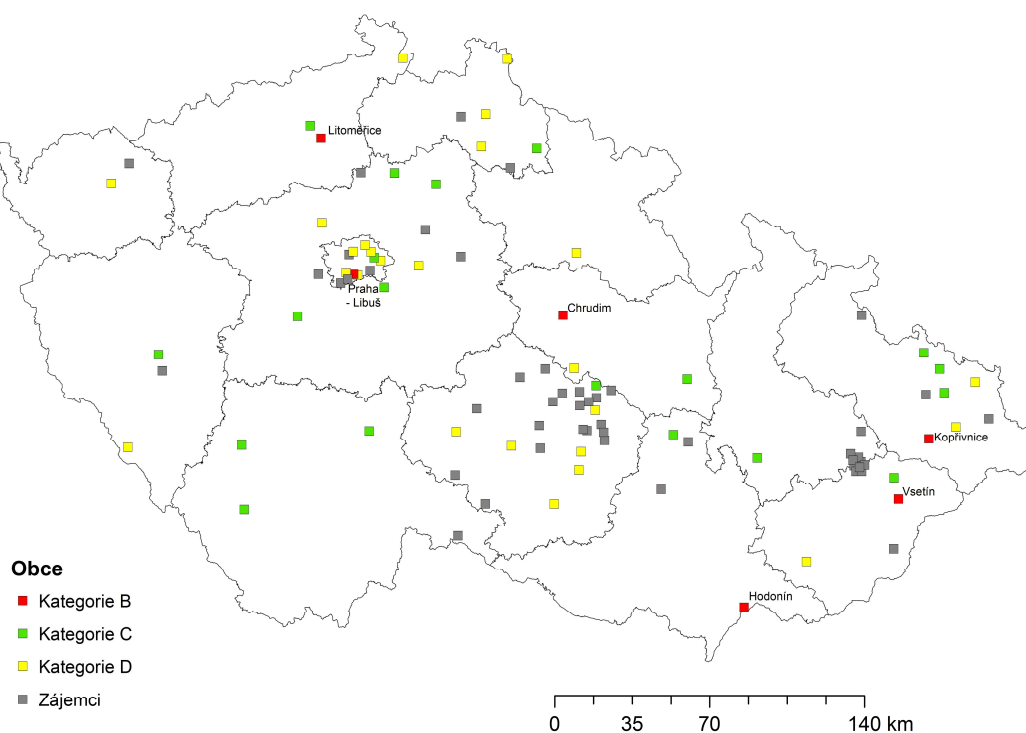 Litoměřice
Praha
- Libuš
Chrudim
Kopřivnice
Vsetín
Hodonín
Obce
Kategorie B
Kategorie C
Kategorie D
Zájemci
0 35 70 140 km